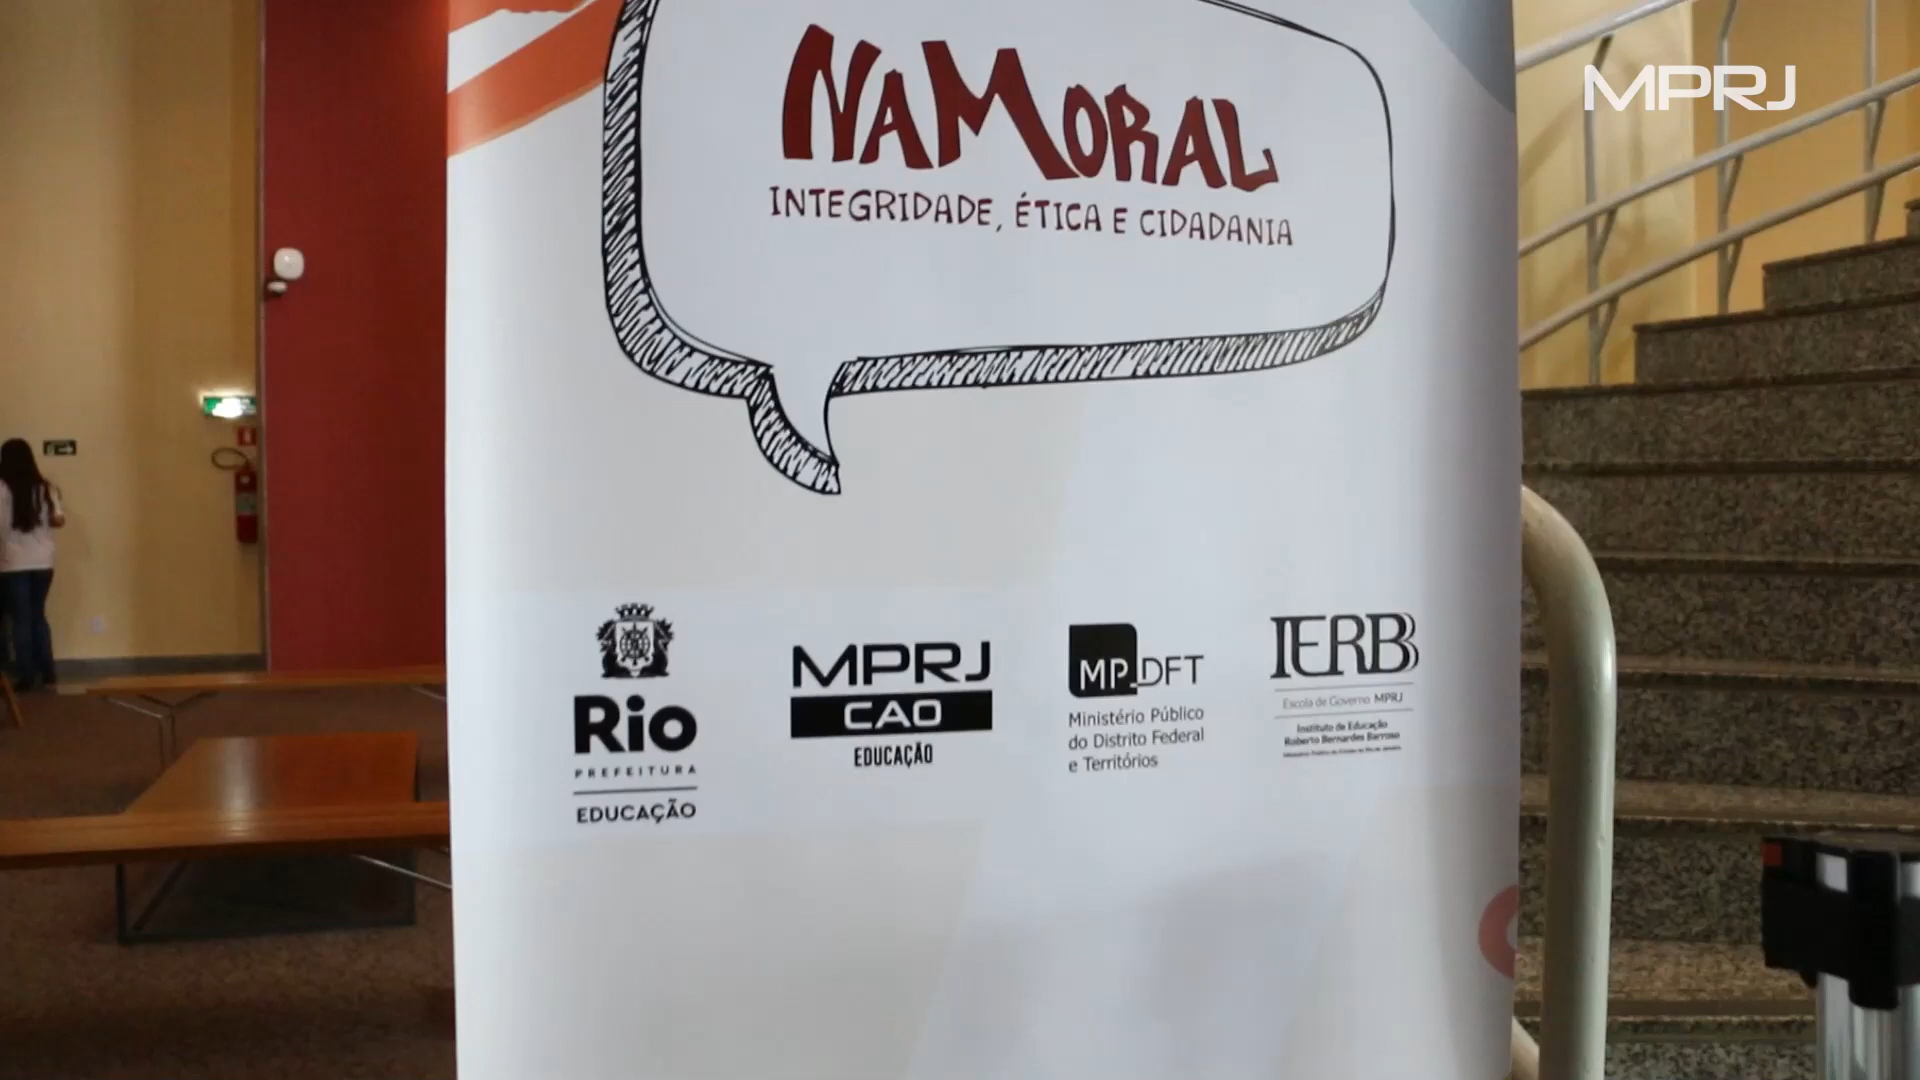 MPRJ
NAMORAL
INTEGRIDADE, ÉTICA E CIDADANIA
Rio
PREFEITURA
EDUCAÇÃO
MPRJ
CAO
EDUCAÇÃO
MP_DFT
Ministério Público
do Distrito Federal
e Territórios
IERBB
Escola de Governo MPRJ
Instituto de Educação
Roberto Bernardes Barroso